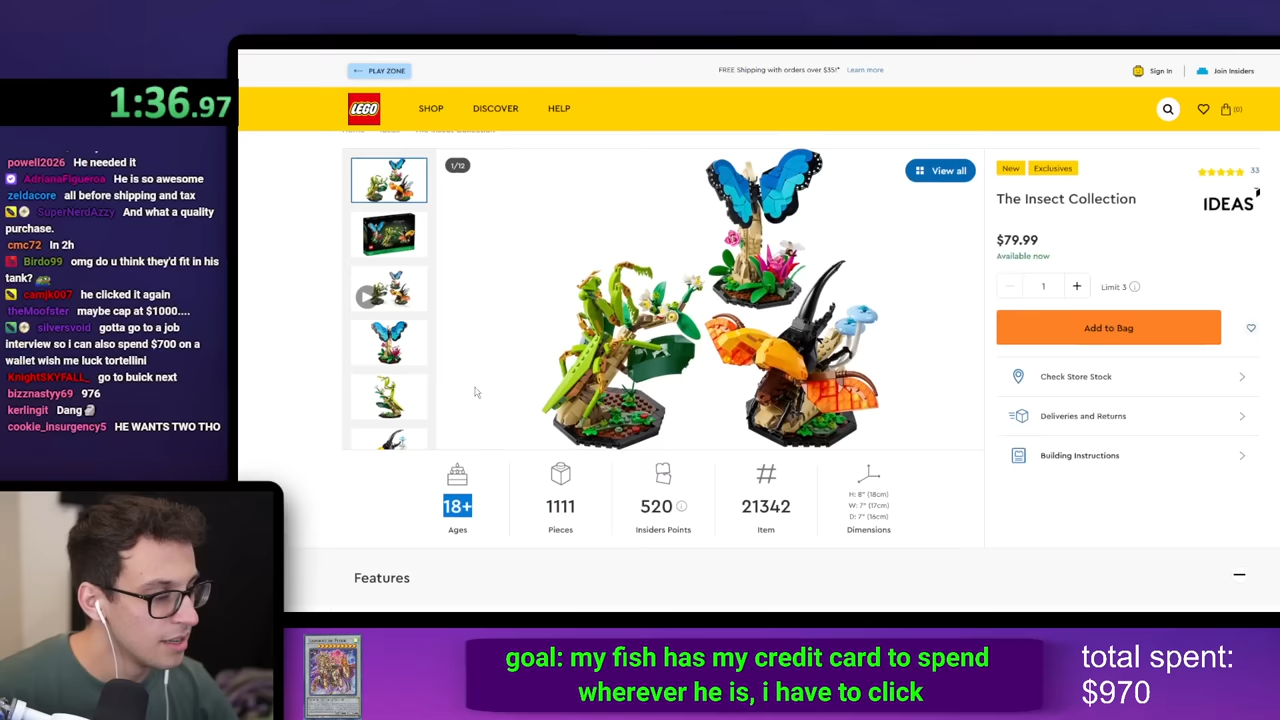 1:36.97
powell2026 He needed it
AdrianaFigueroa He is so awesome
zeldacore all before shipping and tax
SuperNerdAzzy And what a quality
purchase.
cmc72 In 2h
Birdo99 omg do u think they'd fit in his
tank?
camjk007 he clicked it again
theMoofster maybe cap at $1000....
silversvoid gotta go to a job
interview so i can also spend $700 on a
wallet wish me luck tortellini
KnightSKYFALL_ go to buick next
bizznastyy69 976
kerlingit Dang
cookie_insurgency5 HE WANTS TWO THO
PLAY ZONE
FREE Shipping with orders over $35!* Learn more
Sign In
Join Insiders
LEGO
SHOP
DISCOVER
HELP
(0)
1/12
View all
New
Exclusives
33
The Insect Collection
IDEAS
$79.99
Available now
1
Limit 3
Add to Bag
Check Store Stock
Deliveries and Returns
Building Instructions
18+
Ages
1111
Pieces
520
Insiders Points
21342
Item
H: 8" (18cm)
W: 7" (17cm)
D: 7" (16cm)
Dimensions
Features
goal: my fish has my credit card to spend
wherever he is, i have to click
total spent:
$970